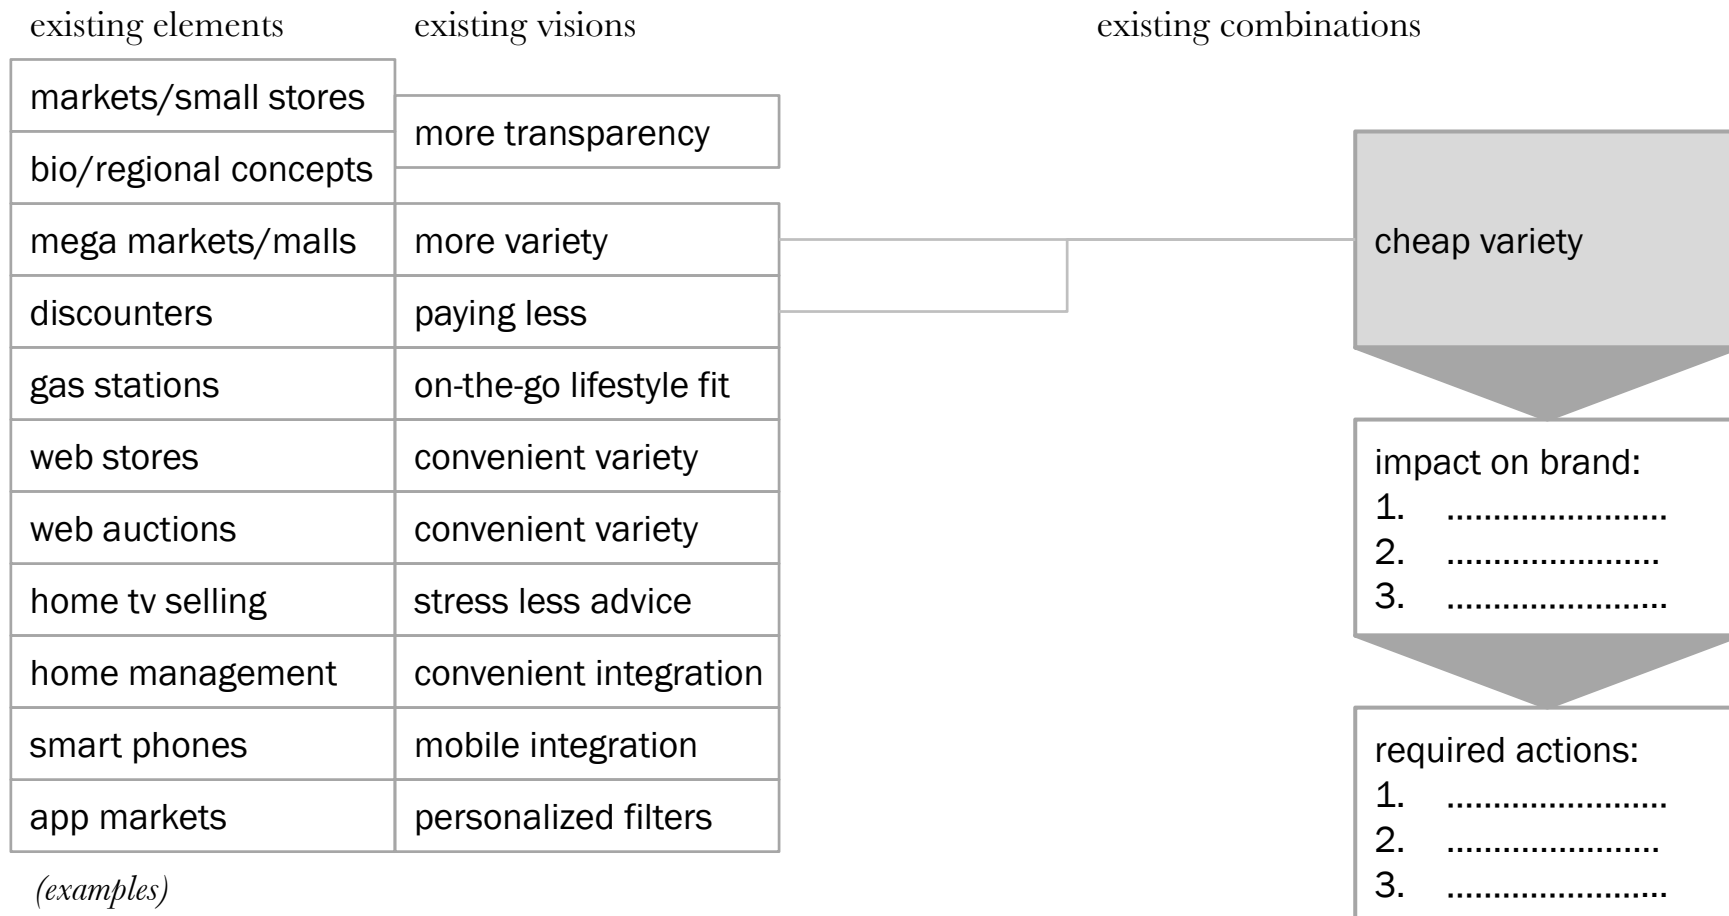 existing elements
existing visions
existing combinations
markets/small stores
bio/regional concepts
mega markets/malls
discounters
gas stations
web stores
web auctions
home tv selling
home management
smart phones
app markets
(examples)
more transparency
more variety
paying less
on-the-go lifestyle fit
convenient variety
convenient variety
stress less advice
convenient integration
mobile integration
personalized filters
cheap variety
impact on brand:
1. ........................
2. .......................
3. ........................
required actions:
1. ........................
2. .......................
3. ........................